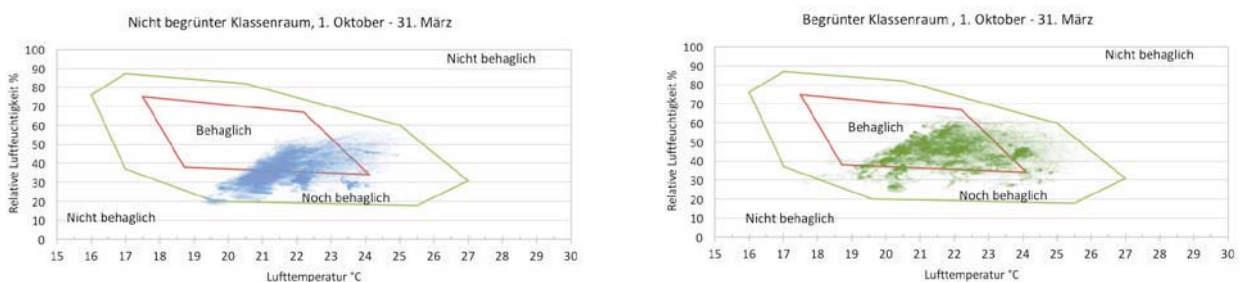 Nicht begrünter Klassenraum, 1. Oktober - 31. März
Relative Luftfeuchtigkeit %
100
90
80
70
60
50
40
30
20
10
0
Nicht behaglich
Behaglich
Noch behaglich
Nicht behaglich
15 16 17 18 19 20 21 22 23 24 25 26 27 28 29 30
Lufttemperatur °C
Begrünter Klassenraum , 1. Oktober - 31. März
Relative Luftfeuchtigkeit %
100
90
80
70
60
50
40
30
20
10
0
Nicht behaglich
Behaglich
Noch behaglich
Nicht behaglich
15 16 17 18 19 20 21 22 23 24 25 26 27 28 29 30
Lufttemperatur °C